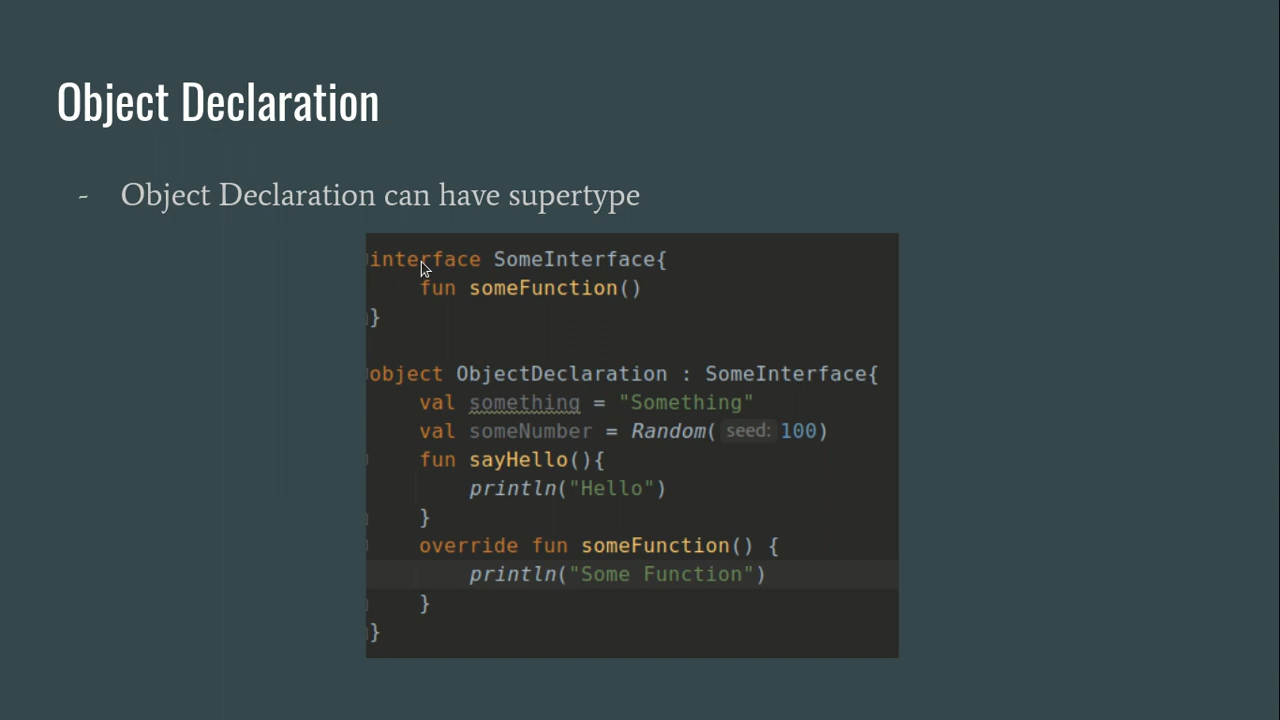 Object Declaration
- Object Declaration can have supertype
interface SomeInterface{
    fun someFunction()
}
object ObjectDeclaration : SomeInterface{
    val something = "Something"
    val someNumber = Random( seed: 100)
    fun sayHello(){
        println("Hello")
    }
    override fun someFunction() {
        println("Some Function")
    }
}